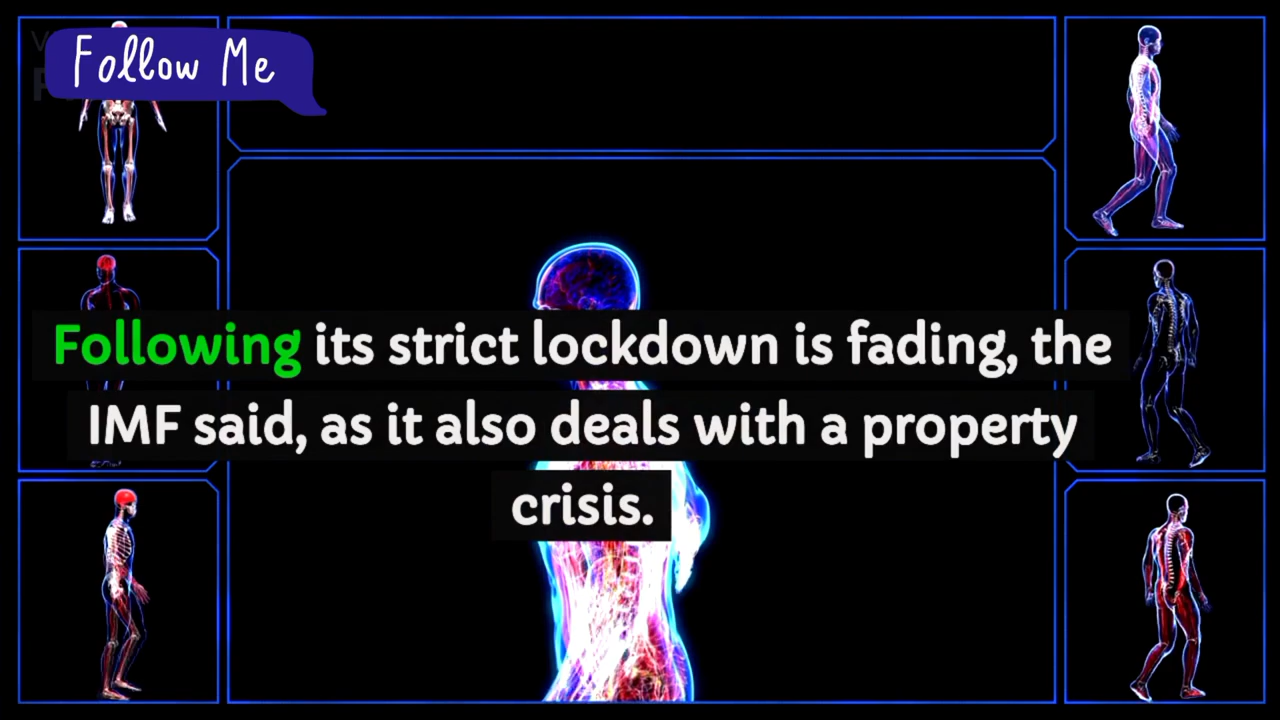 Follow Me
Following its strict lockdown is fading, the
IMF said, as it also deals with a property
crisis.